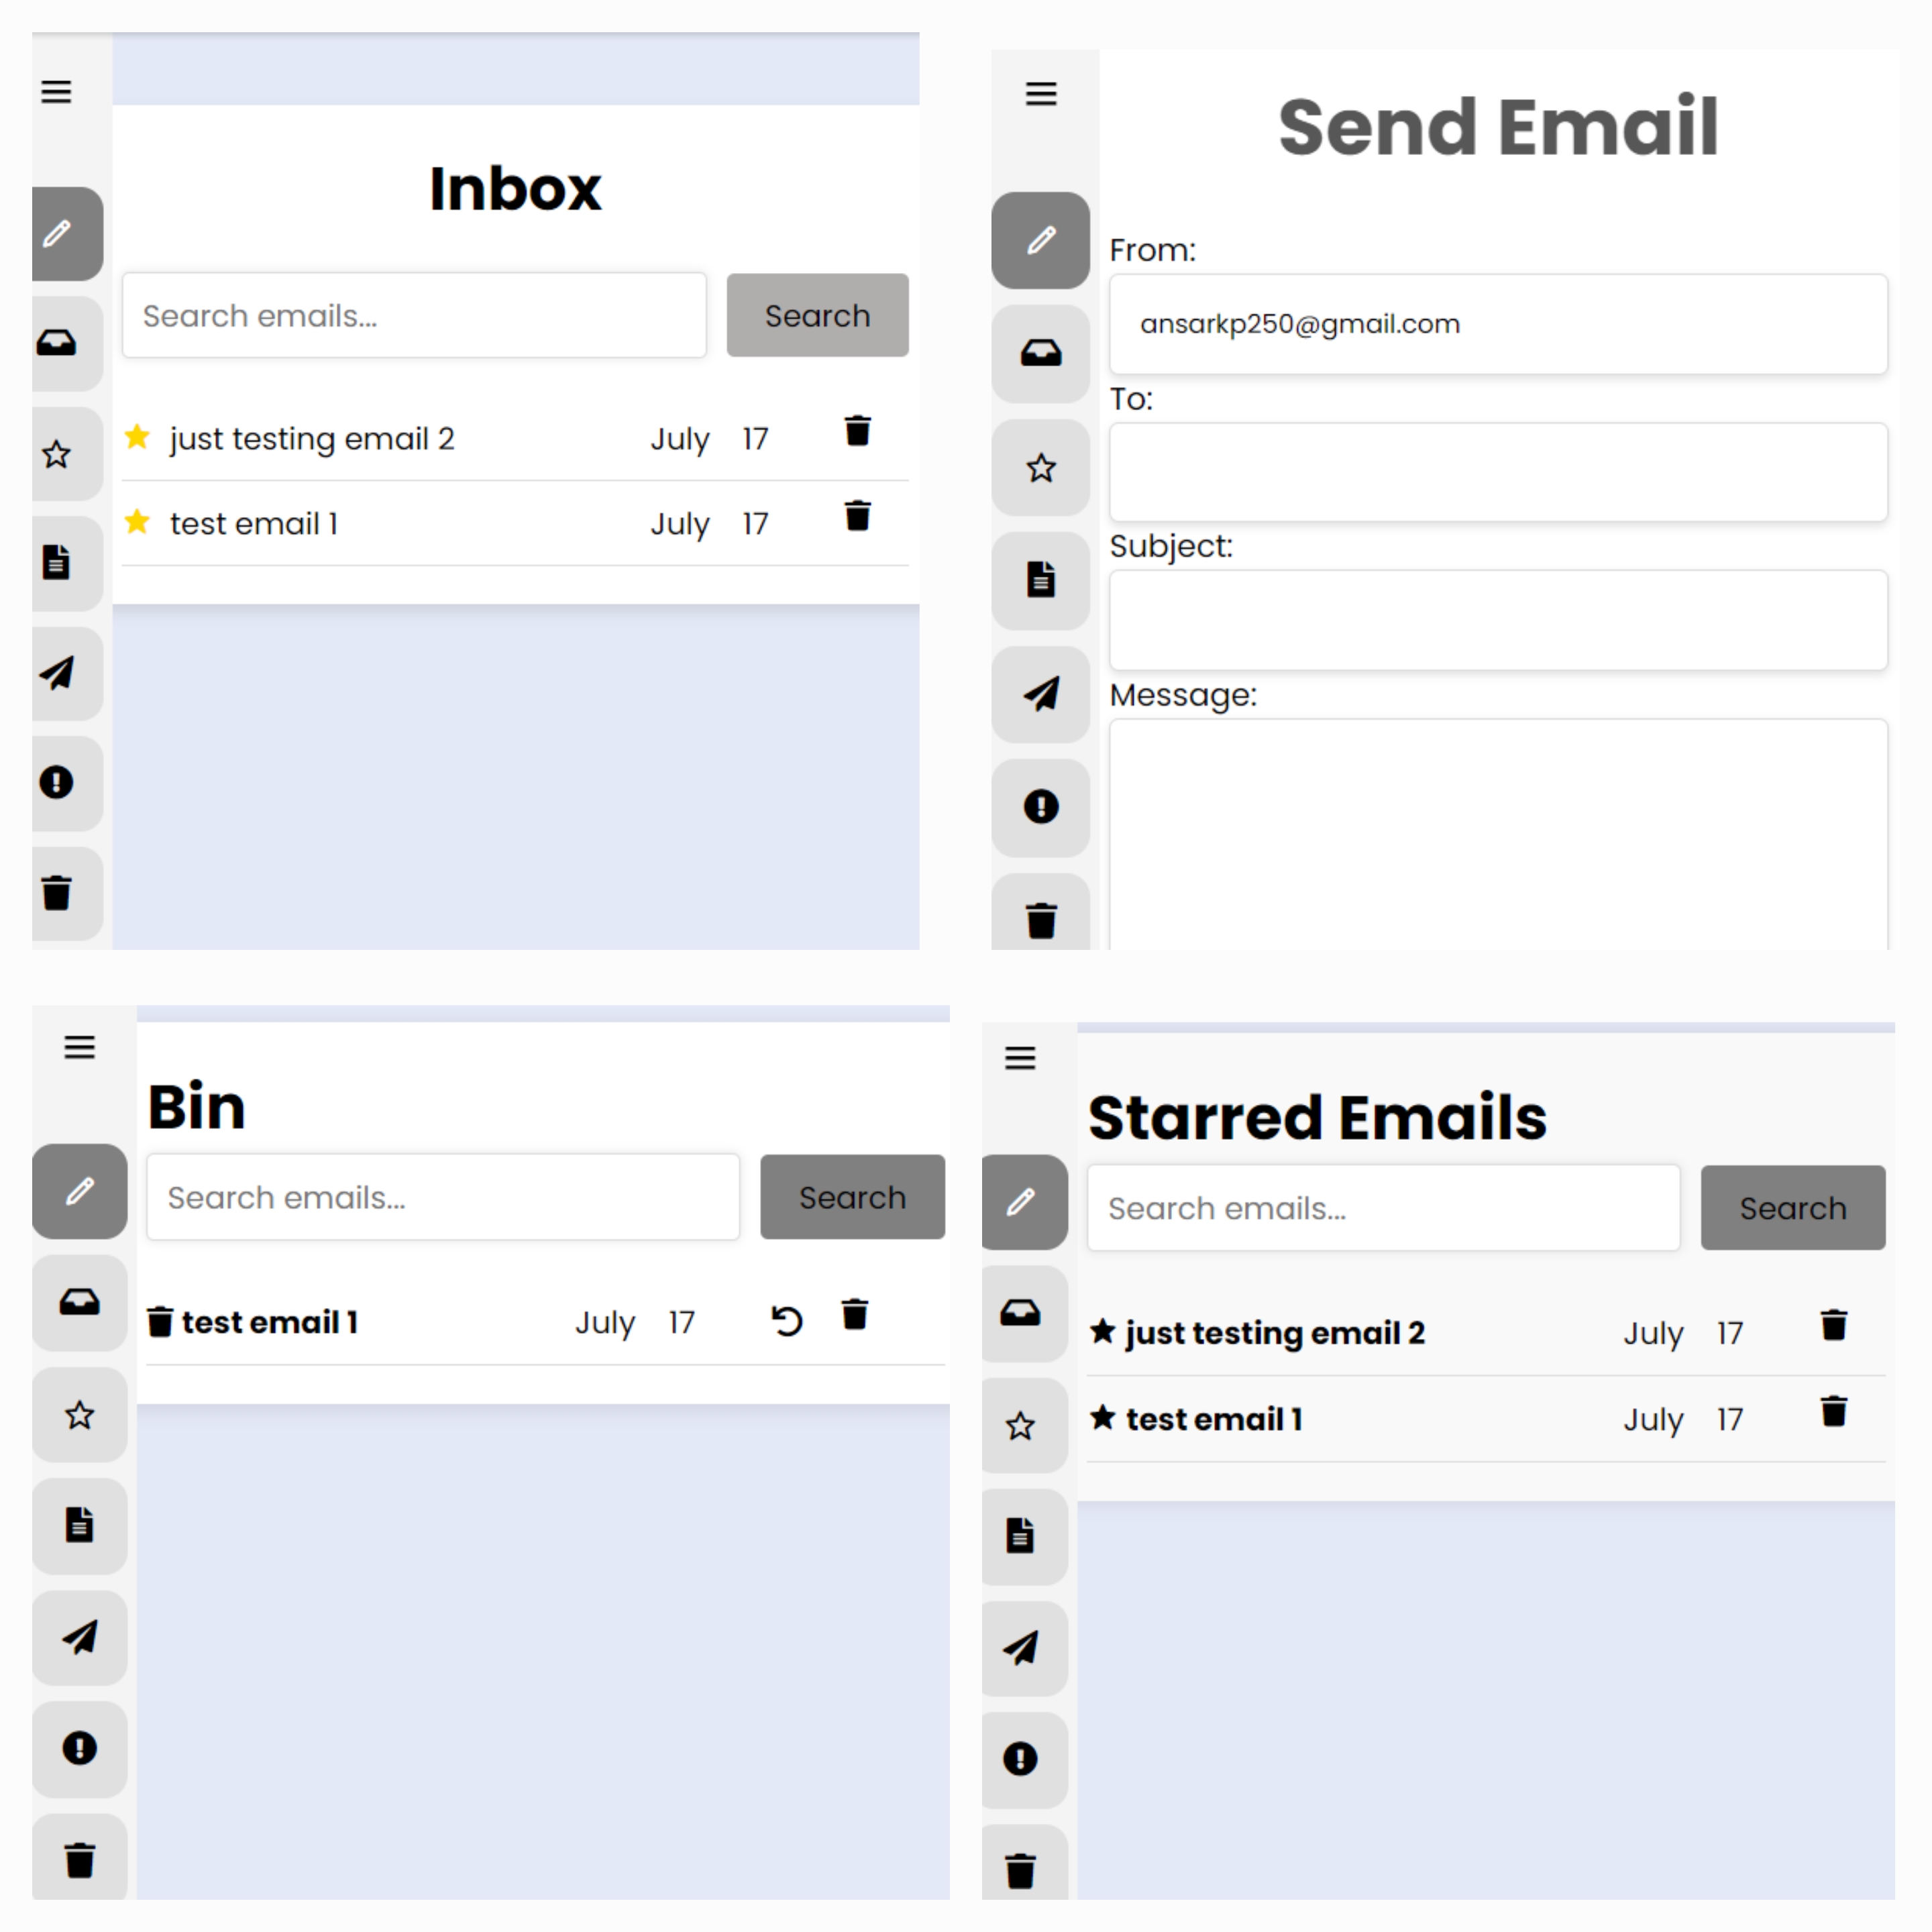 Inbox
Search emails...
Search
just testing email 2 July 17
test email 1 July 17
Send Email
From:
ansarkp250@gmail.com
To:
Subject:
Message:
Bin
Search emails...
Search
test email 1 July 17
Starred Emails
Search emails...
Search
just testing email 2 July 17
test email 1 July 17